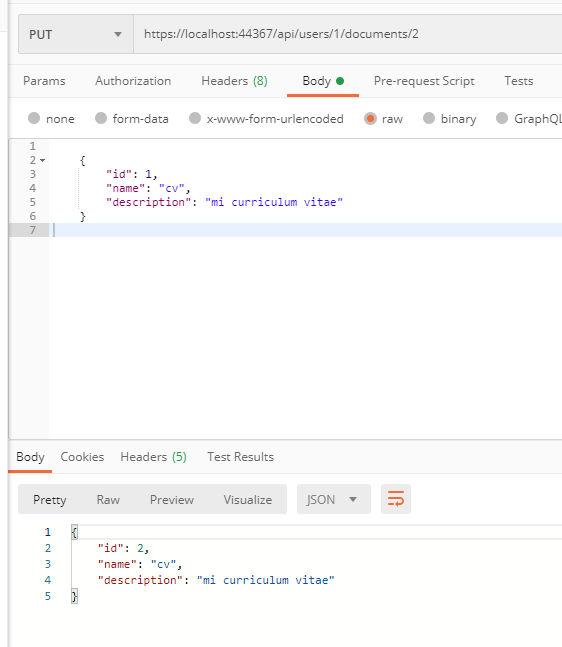 PUT https://localhost:44367/api/users/1/documents/2
Params Authorization Headers (8) Body Pre-request Script Tests
none form-data x-www-form-urlencoded raw binary GraphQL
1
2 {
3 "id": 1,
4 "name": "cv",
5 "description": "mi curriculum vitae"
6 }
7
Body Cookies Headers (5) Test Results
Pretty Raw Preview Visualize JSON
1 {
2 "id": 2,
3 "name": "cv",
4 "description": "mi curriculum vitae"
5 }